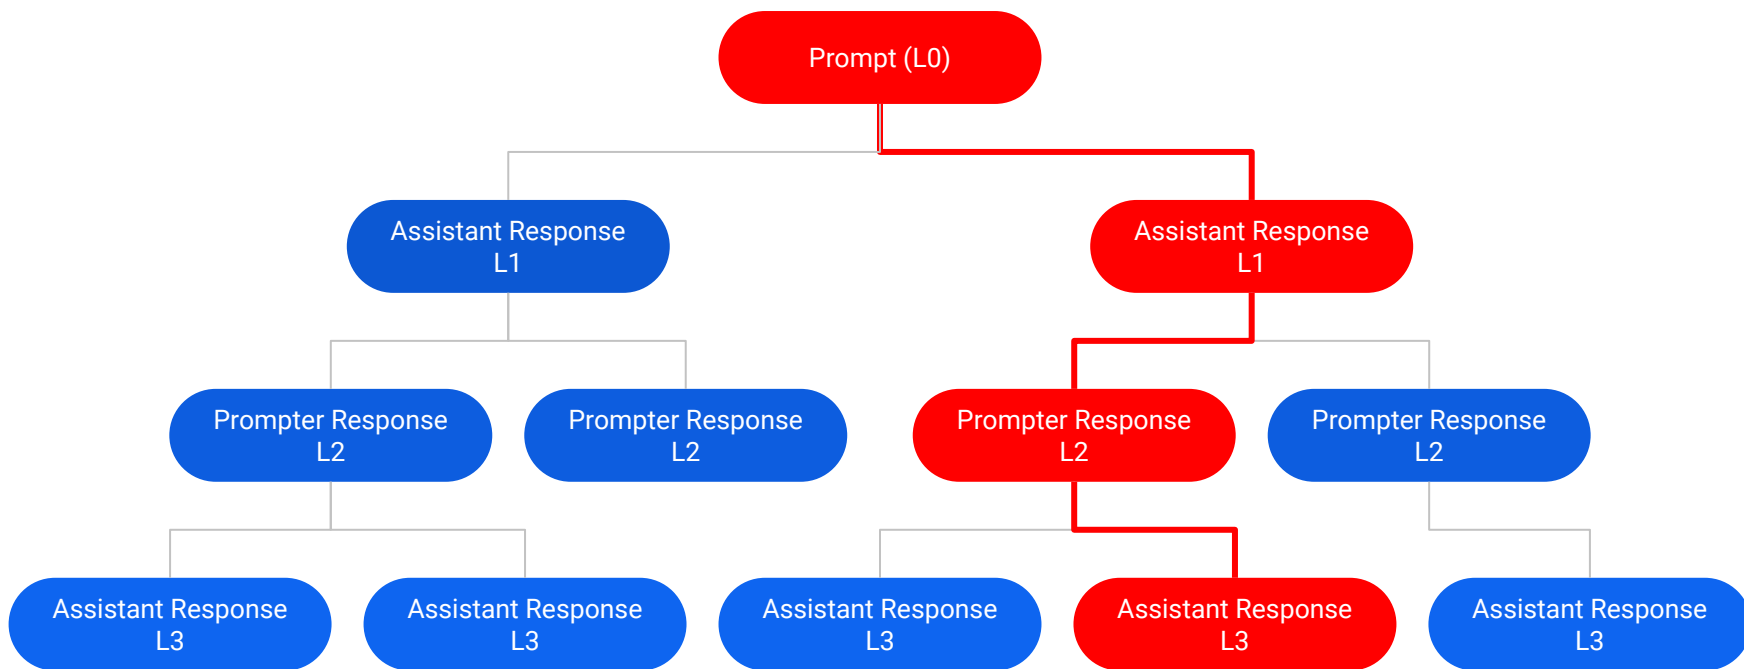 Prompt (L0)
Assistant Response
L1
Assistant Response
L1
Prompter Response
L2
Prompter Response
L2
Prompter Response
L2
Prompter Response
L2
Assistant Response
L3
Assistant Response
L3
Assistant Response
L3
Assistant Response
L3
Assistant Response
L3